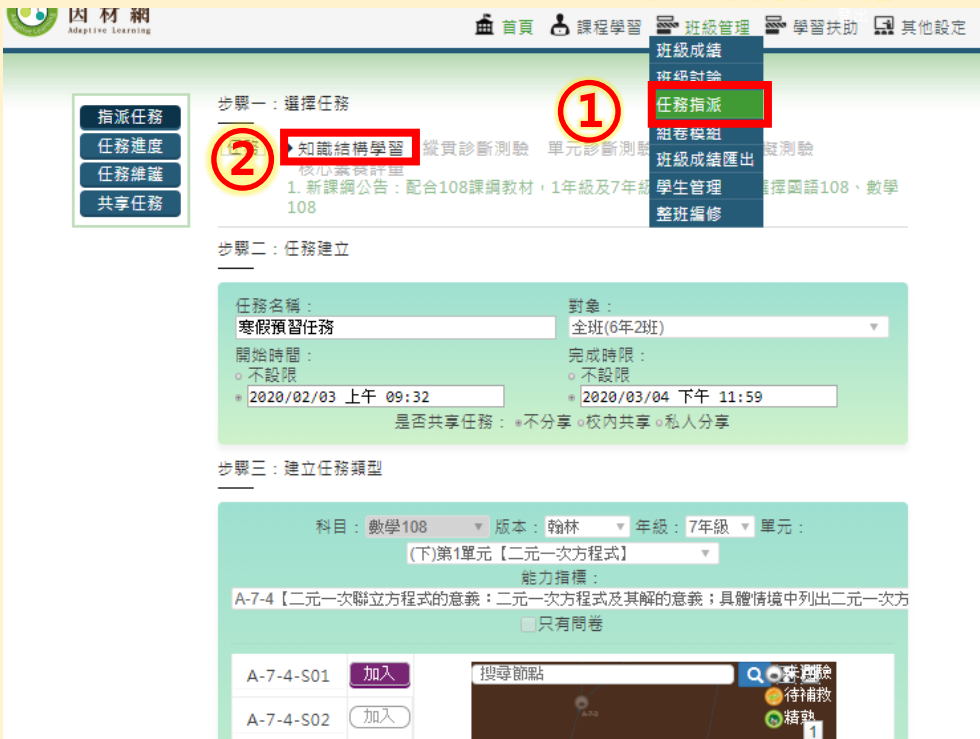 因材網
Adaptive Learning
首頁 課程學習 班級管理 學習扶助 其他設定
班級成績
班級討論
任務指派
組卷模組
班級成績匯出
學生管理
整班編修
①
②
指派任務
任務進度
任務維護
共享任務
步驟一：選擇任務
知識結構學習 縱貫診斷測驗 單元診斷測 擬測驗
核心素養評量
1. 新課綱公告：配合108課綱教材，1年級及7年級 選擇國語108、數學
108
步驟二：任務建立
任務名稱： 對象：
寒假預習任務 全班(6年2班)
開始時間： 完成時限：
不設限 不設限
2020/02/03 上午 09:32 2020/03/04 下午 11:59
是否共享任務： 不分享 校內共享 私人分享
步驟三：建立任務類型
科目：數學108 版本：翰林 年級：7年級 單元：
(下)第1單元【二元一次方程式】
能力指標：
A-7-4【二元一次聯立方程式的意義：二元一次方程式及其解的意義；具體情境中列出二元一次方
只有問卷
A-7-4-S01 加入 搜尋節點 未測驗
待補救
A-7-4-S02 加入 精熟
1